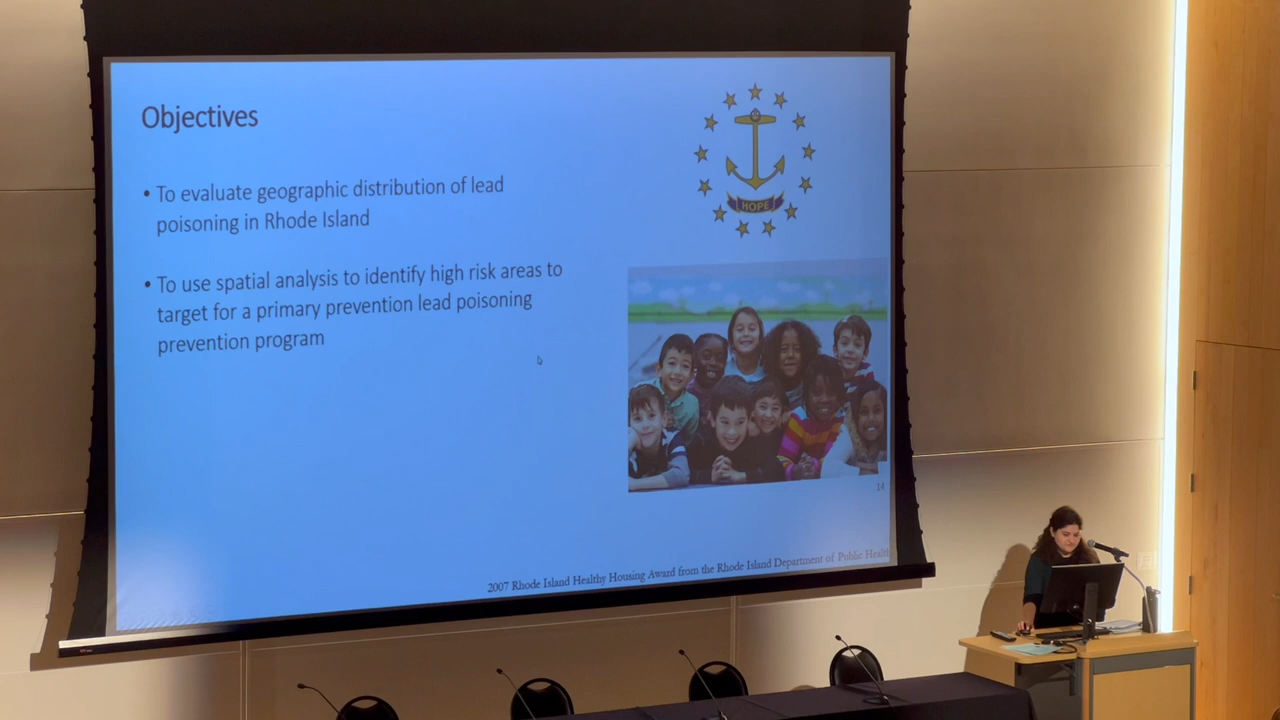 Objectives
• To evaluate geographic distribution of lead
poisoning in Rhode Island
• To use spatial analysis to identify high risk areas to
target for a primary prevention lead poisoning
prevention program
HOPE
14
2007 Rhode Island Healthy Housing Award from the Rhode Island Department of Public Health